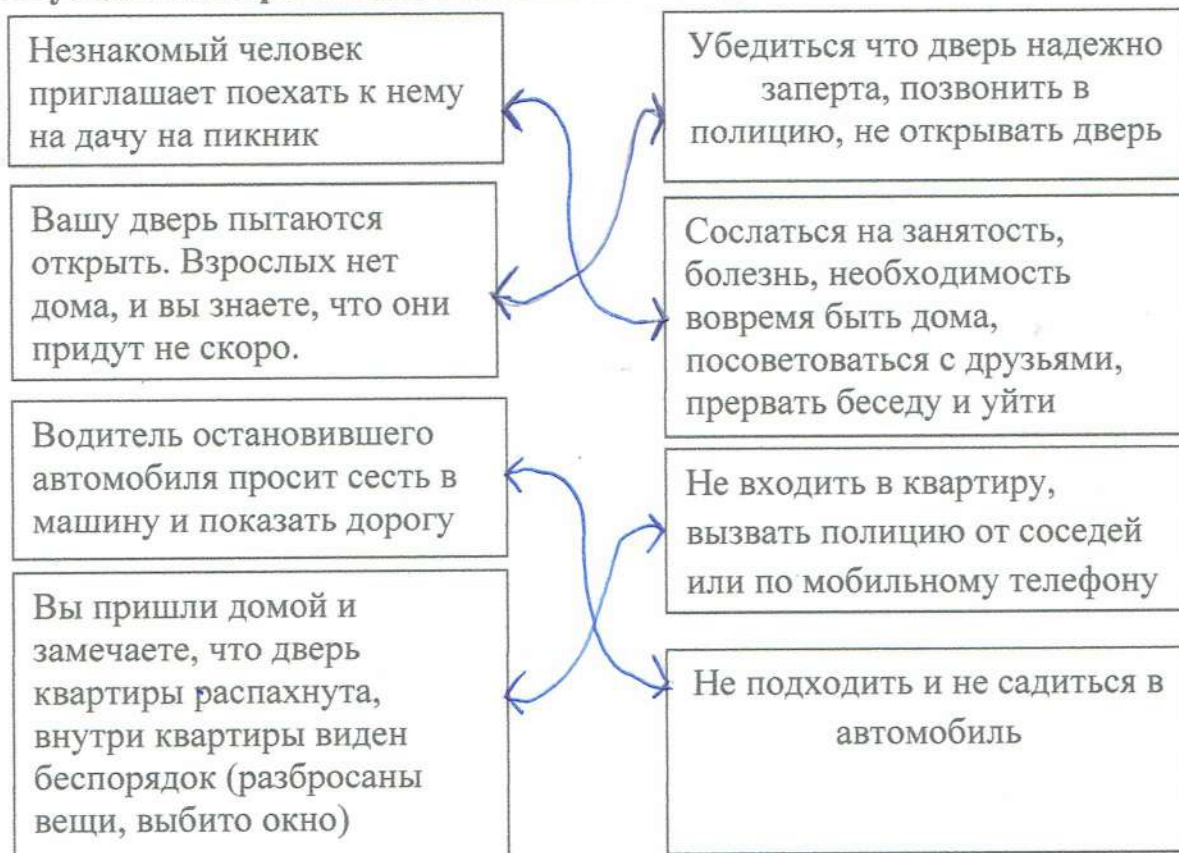 Незнакомый человек
приглашает поехать к нему
на дачу на пикник
Вашу дверь пытаются
открыть. Взрослых нет
дома, и вы знаете, что они
придут не скоро.
Водитель остановившего
автомобиля просит сесть в
машину и показать дорогу
Вы пришли домой и
замечаете, что дверь
квартиры распахнута,
внутри квартиры виден
беспорядок (разбросаны
вещи, выбито окно)
Убедиться что дверь надежно
заперта, позвонить в
полицию, не открывать дверь
Сослаться на занятость,
болезнь, необходимость
вовремя быть дома,
посоветоваться с друзьями,
прервать беседу и уйти
Не входить в квартиру,
вызвать полицию от соседей
или по мобильному телефону
Не подходить и не садиться в
автомобиль